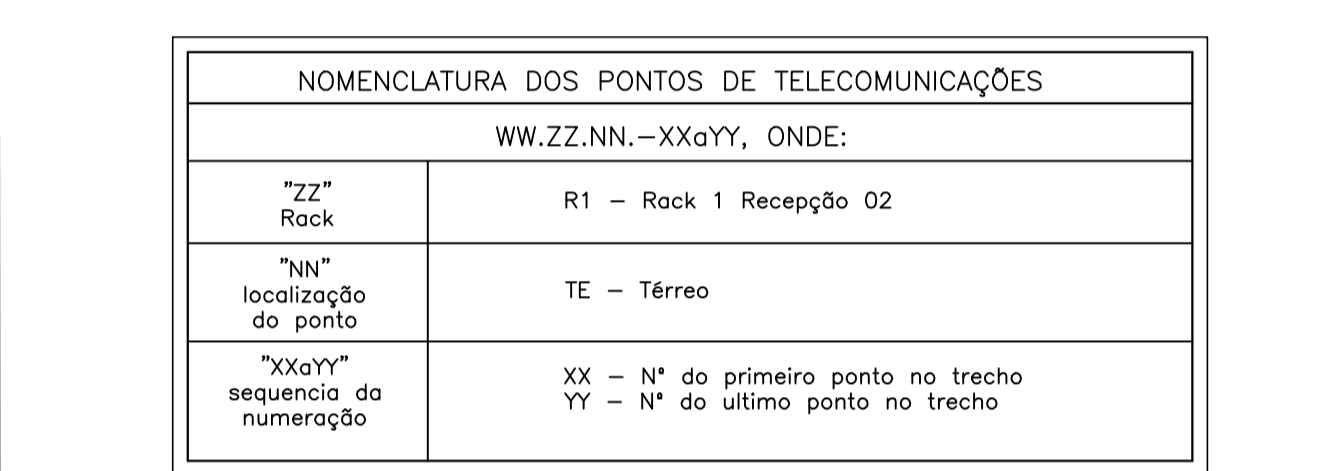 NOMENCLATURA DOS PONTOS DE TELECOMUNICAÇÕES
WW.ZZ.NN.–XXaYY, ONDE:
"ZZ"
Rack
R1 – Rack 1 Recepção 02
"NN"
localização
do ponto
TE – Térreo
"XXaYY"
sequencia da
numeração
XX – Nº do primeiro ponto no trecho
YY – Nº do ultimo ponto no trecho